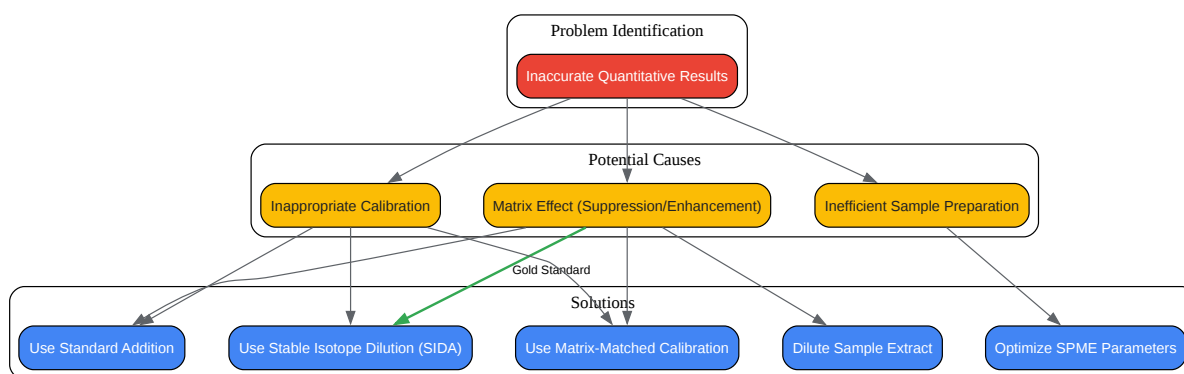 Problem Identification
Inaccurate Quantitative Results
Potential Causes
Inappropriate Calibration
Matrix Effect (Suppression/Enhancement)
Inefficient Sample Preparation
Gold Standard
Solutions
Use Standard Addition
Use Stable Isotope Dilution (SIDA)
Use Matrix-Matched Calibration
Dilute Sample Extract
Optimize SPME Parameters